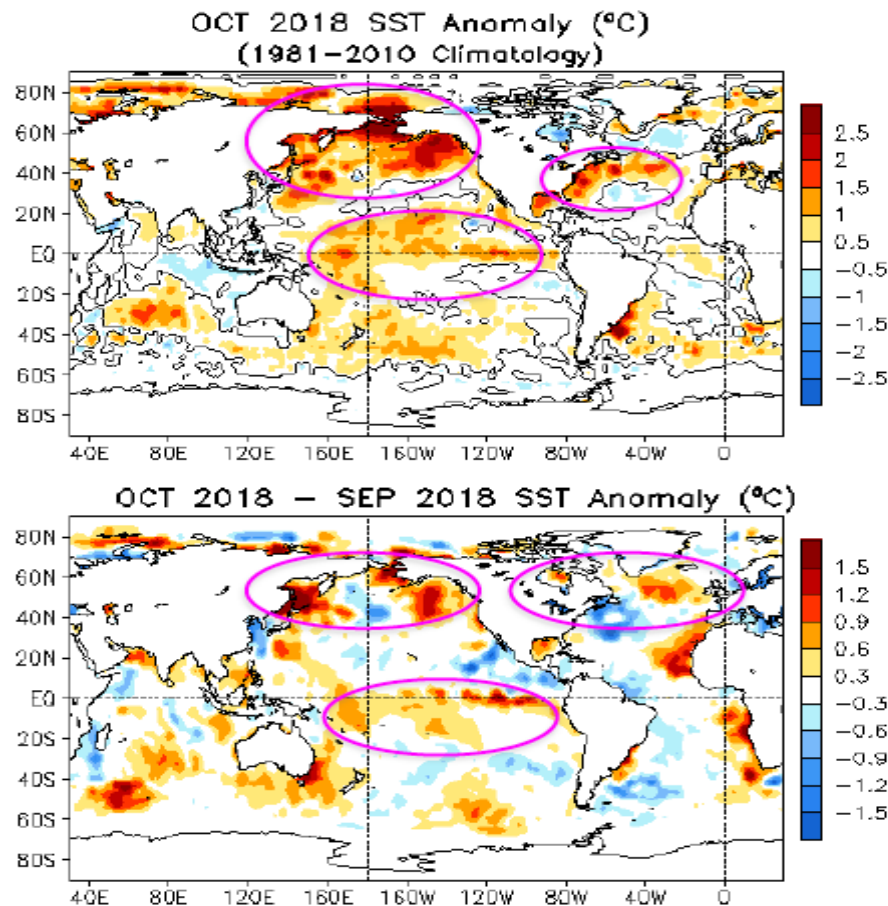 OCT 2018 SST Anomaly (ºC)
(1981-2010 Climatology)
80N
60N
40N
20N
EQ
20S
40S
60S
80S
40E 80E 120E 160E 160W 120W 80W 40W 0
2.5
2
1.5
1
0.5
-0.5
-1
-1.5
-2
-2.5
OCT 2018 - SEP 2018 SST Anomaly (ºC)
80N
60N
40N
20N
EQ
20S
40S
60S
80S
40E 80E 120E 160E 160W 120W 80W 40W 0
1.5
1.2
0.9
0.6
0.3
-0.3
-0.6
-0.9
-1.2
-1.5